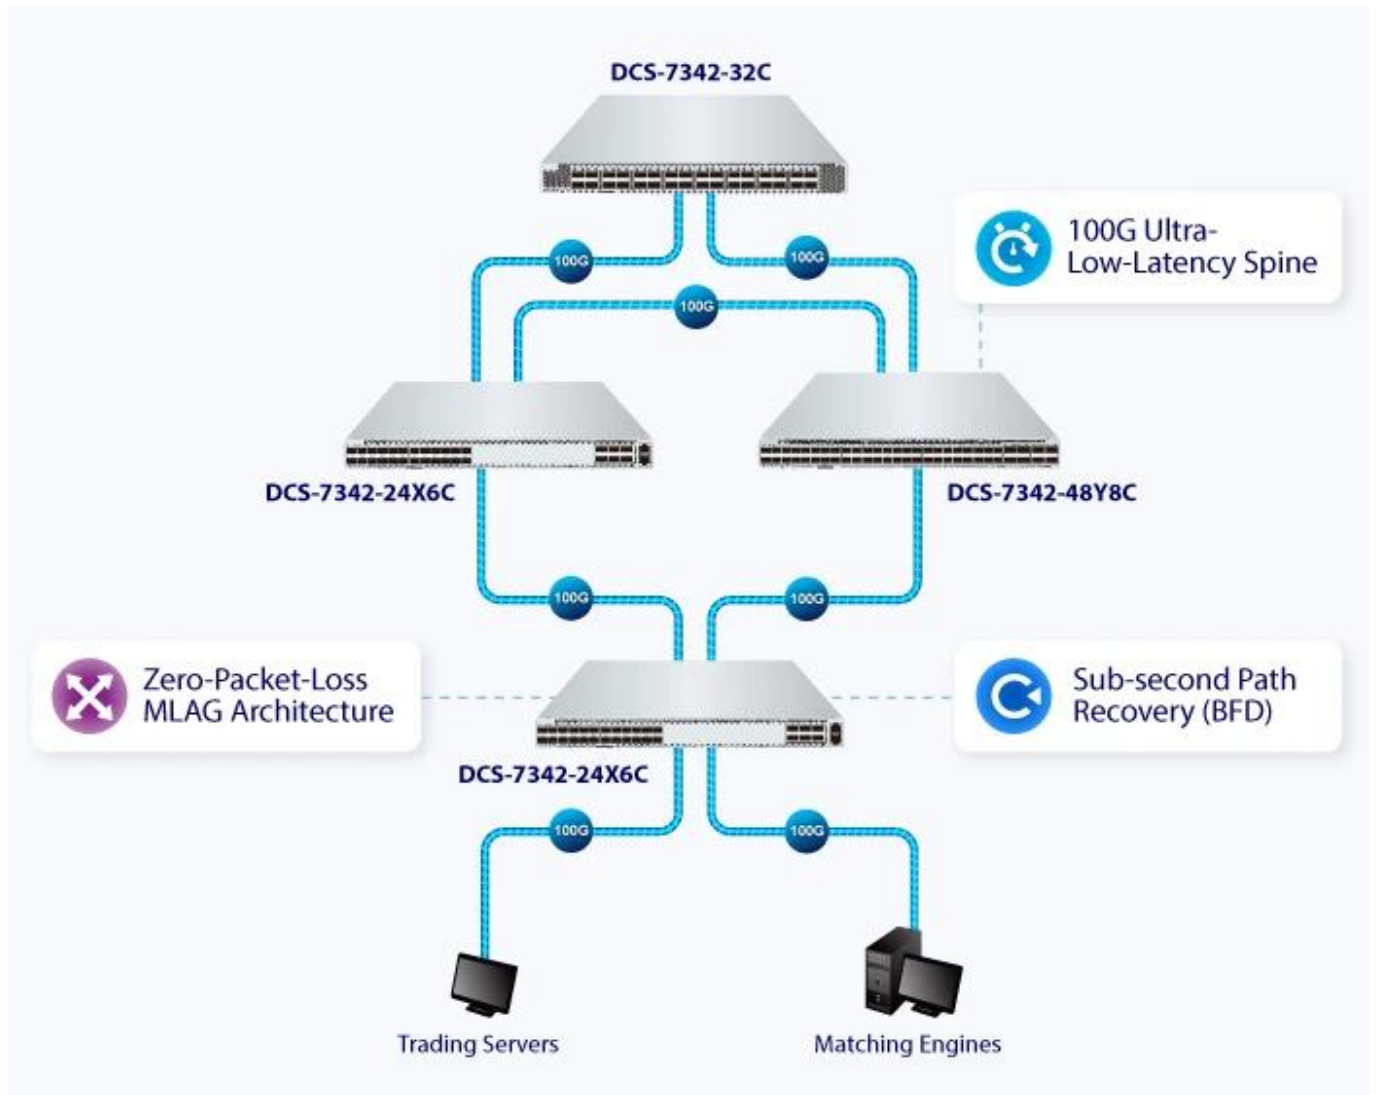 DCS-7342-32C
100G
100G
100G Ultra-
Low-Latency Spine
100G
DCS-7342-24X6C
DCS-7342-48Y8C
100G
100G
Zero-Packet-Loss
MLAG Architecture
Sub-second Path
Recovery (BFD)
DCS-7342-24X6C
100G
100G
Trading Servers
Matching Engines